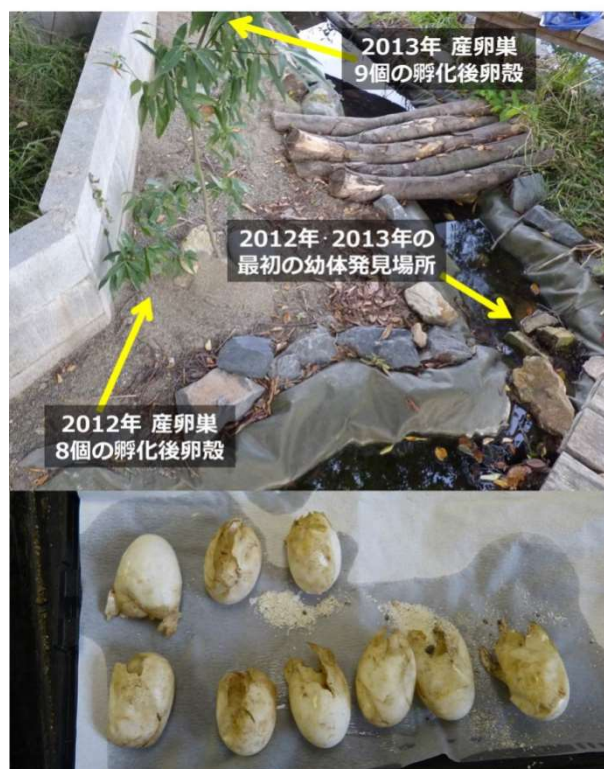 2013年 産卵巣
9個の孵化後卵殻
2012年･2013年の
最初の幼体発見場所
2012年 産卵巣
8個の孵化後卵殻